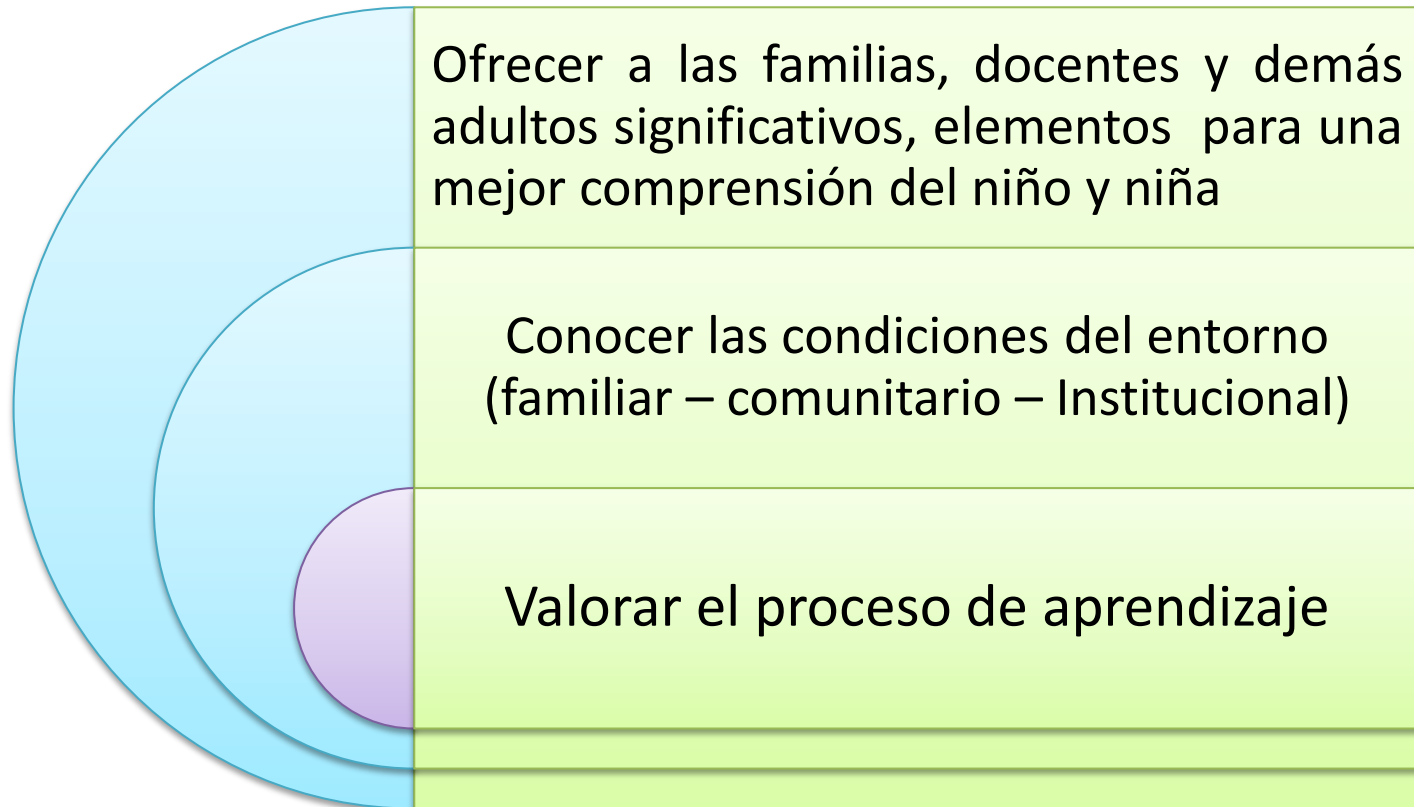 Ofrecer a las familias, docentes y demás
adultos significativos, elementos para una
mejor comprensión del niño y niña
Conocer las condiciones del entorno
(familiar – comunitario – Institucional)
Valorar el proceso de aprendizaje